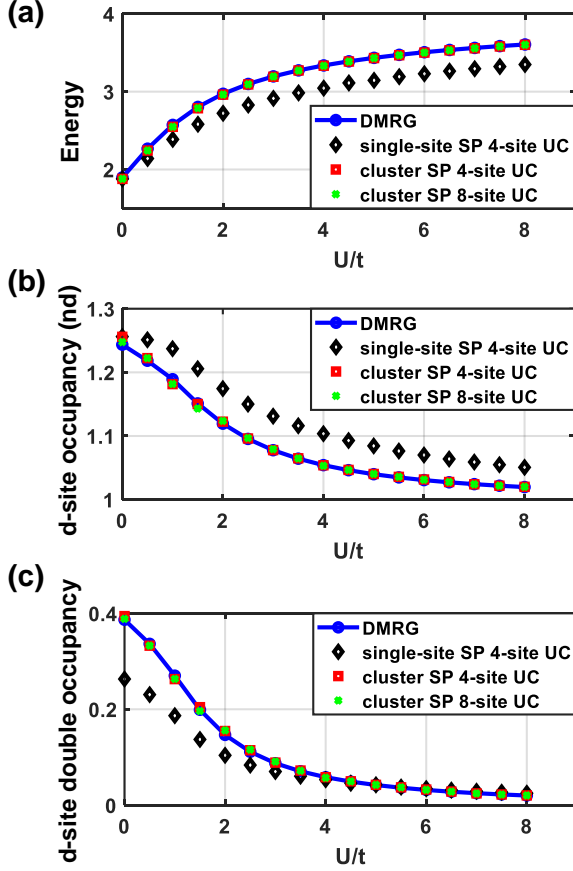 (a)
4
3
2
1
Energy
DMRG
single-site SP 4-site UC
cluster SP 4-site UC
cluster SP 8-site UC
0 2 4 6 8
U/t
(b)
1.3
1.2
1.1
1
d-site occupancy (nd)
DMRG
single-site SP 4-site UC
cluster SP 4-site UC
cluster SP 8-site UC
0 2 4 6 8
U/t
(c)
0.4
0.2
0
d-site double occupancy
DMRG
single-site SP 4-site UC
cluster SP 4-site UC
cluster SP 8-site UC
0 2 4 6 8
U/t